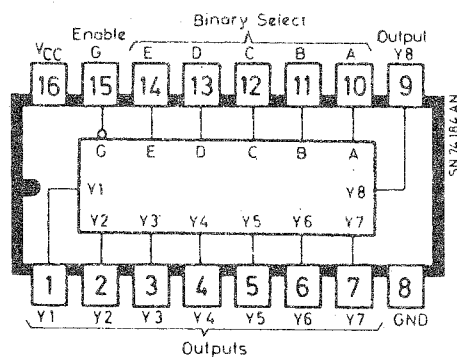 Binary Select
Enable Output
VCC G E D C B A Y8
16 15 14 13 12 11 10 9
G E D C B A
Y1 Y8
Y2 Y3 Y4 Y5 Y6 Y7
1 2 3 4 5 6 7 8
Y1 Y2 Y3 Y4 Y5 Y6 Y7 GND
Outputs
SN 74184 AN